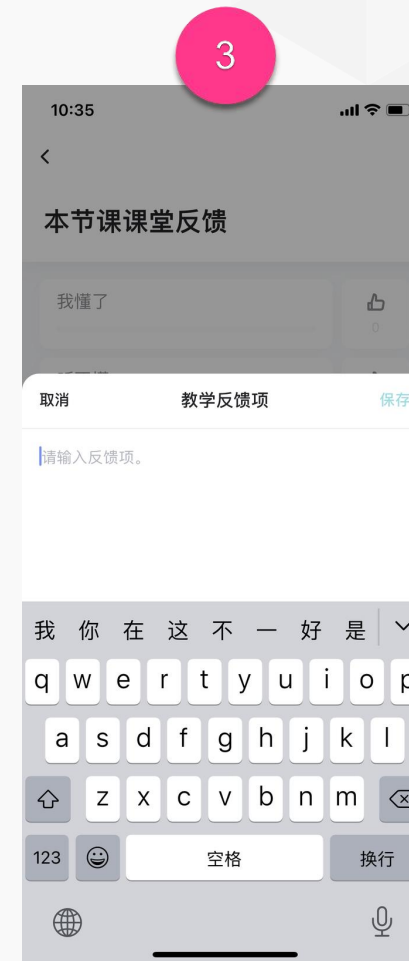 3
10:35
本节课课堂反馈
我懂了
0
取消 教学反馈项 保存
请输入反馈项。
我 你 在 这 不 一 好 是
q w e r t y u i o p
a s d f g h j k l
z x c v b n m
123 空格 换行